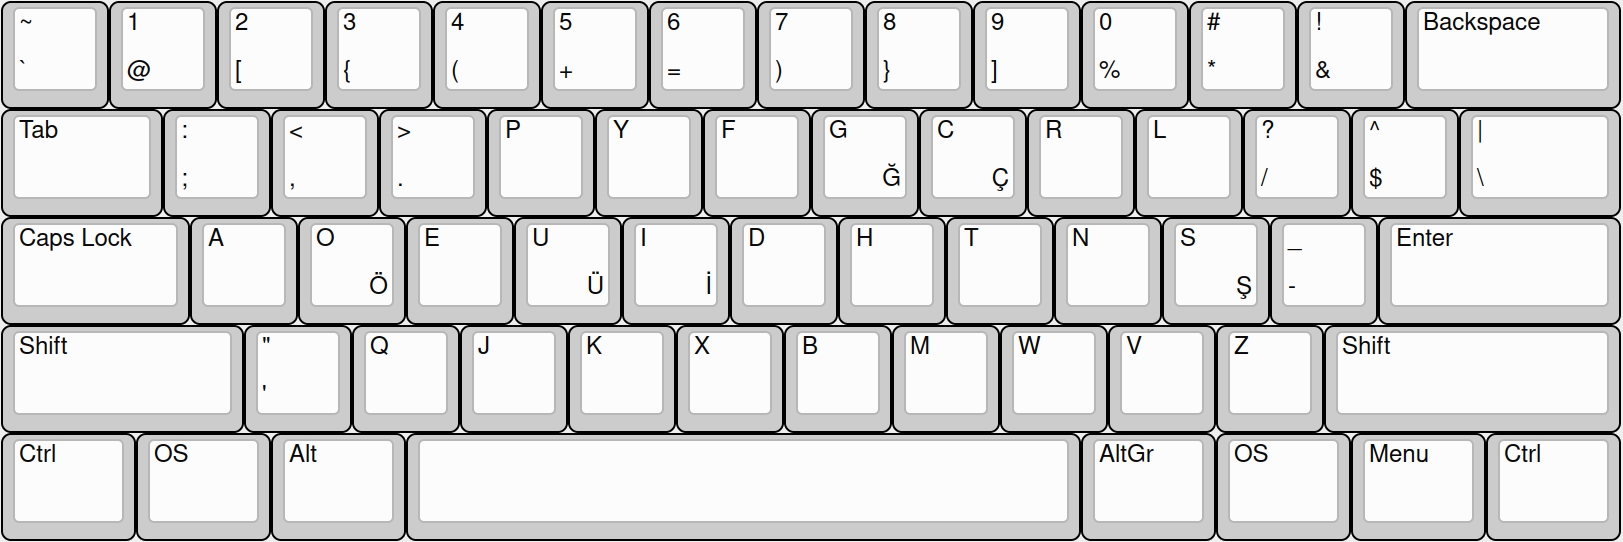 ~ 1 2 3 4 5 6 7 8 9 0 # ! Backspace
` @ [ { ( + = ) } ] % * &
Tab : < > P Y F G C R L ? ^ |
; , . Ğ Ç / $ \
Caps Lock A O E U I D H T N S _ Enter
Ö Ü İ Ş -
Shift " Q J K X B M W V Z Shift
'
Ctrl OS Alt AltGr OS Menu Ctrl